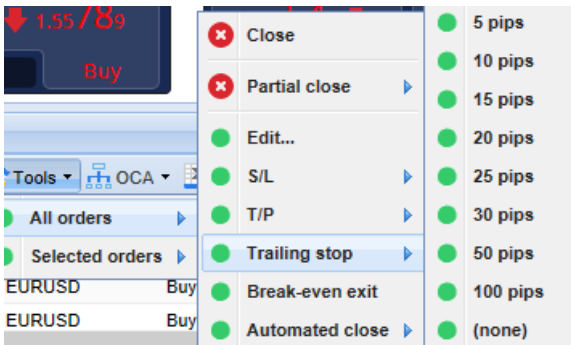 1.55789
Buy
Tools
OCA
All orders
Selected orders
EURUSD Buy
EURUSD Buy
Close
Partial close
Edit...
S/L
T/P
Trailing stop
Break-even exit
Automated close
5 pips
10 pips
15 pips
20 pips
25 pips
30 pips
50 pips
100 pips
(none)